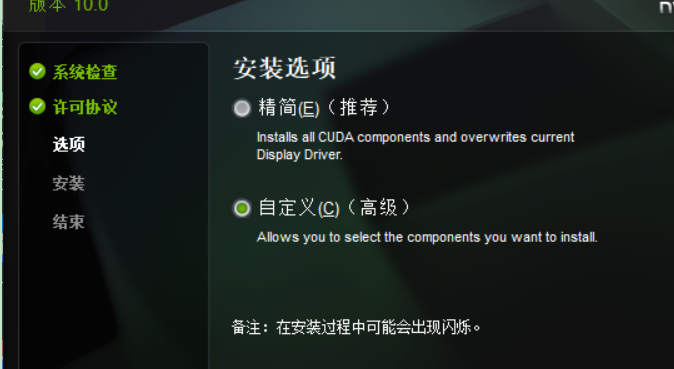 版本 10.0
系统检查
许可协议
选项
安装
结束
安装选项
精简(E)（推荐）
Installs all CUDA components and overwrites current
Display Driver.
自定义(C)（高级）
Allows you to select the components you want to install.
备注：在安装过程中可能会出现闪烁。